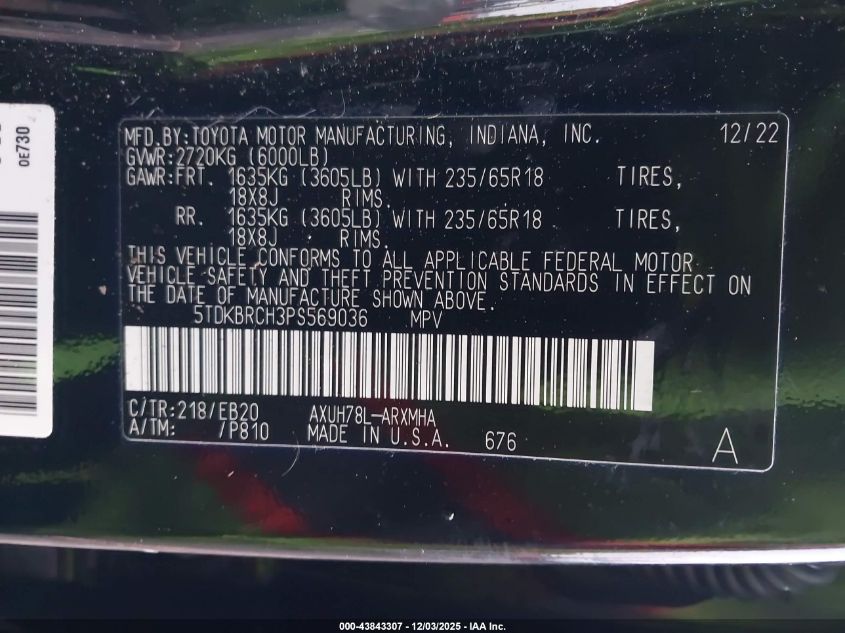 0E730
MFD.BY:TOYOTA MOTOR MANUFACTURING, INDIANA, INC. 12/22
GVWR:2720KG (6000LB)
GAWR:FRT. 1635KG (3605LB) WITH 235/65R18 TIRES,
18X8J RIMS.
RR. 1635KG (3605LB) WITH 235/65R18 TIRES,
18X8J RIMS.
THIS VEHICLE CONFORMS TO ALL APPLICABLE FEDERAL MOTOR
VEHICLE SAFETY AND THEFT PREVENTION STANDARDS IN EFFECT ON
THE DATE OF MANUFACTURE SHOWN ABOVE.
5TDKBRCH3PS569036 MPV
C/TR:218/EB20 AXUH78L-ARXMHA
A/TM: /P810 MADE IN U.S.A. 676 A
000-43843307 - 12/03/2025 - IAA Inc.